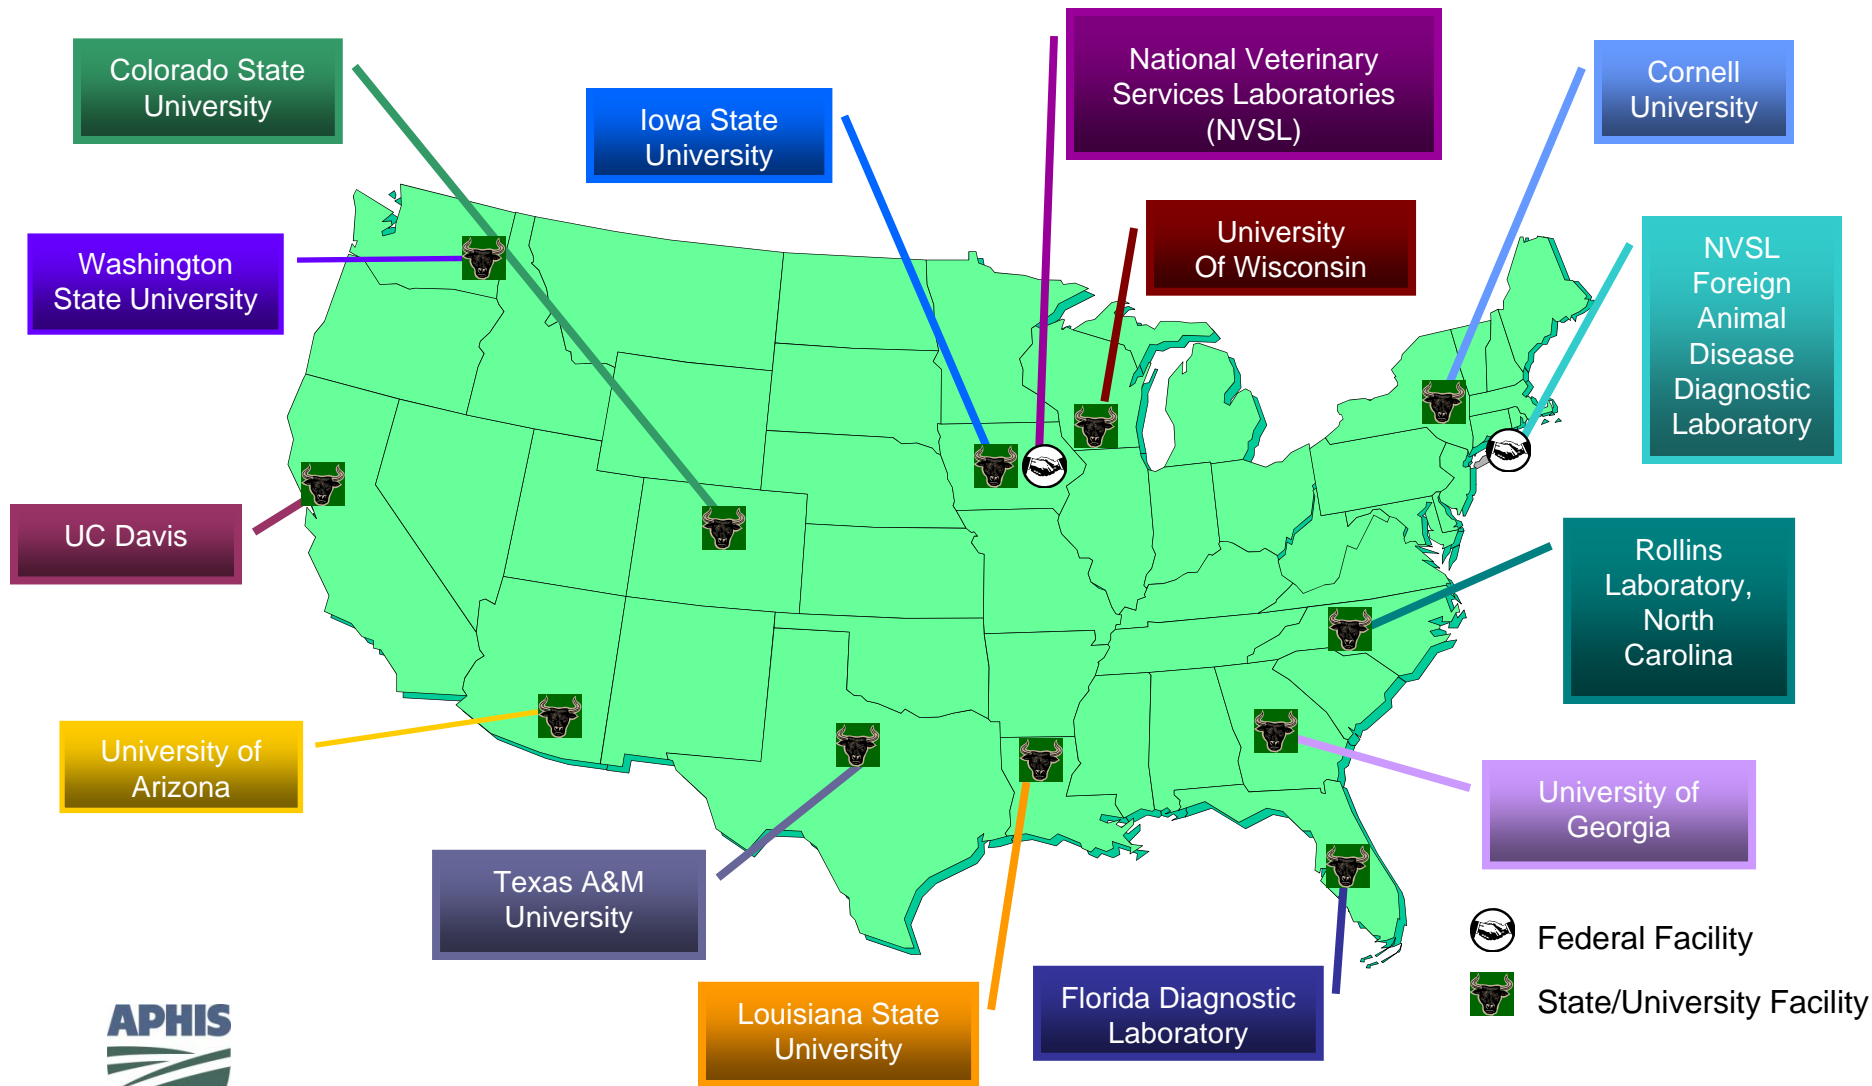 Colorado State
University
Iowa State
University
National Veterinary
Services Laboratories
(NVSL)
Cornell
University
Washington
State University
University
Of Wisconsin
NVSL
Foreign
Animal
Disease
Diagnostic
Laboratory
UC Davis
Rollins
Laboratory,
North
Carolina
University of
Arizona
University of
Georgia
Texas A&M
University
Louisiana State
University
Florida Diagnostic
Laboratory
Federal Facility
State/University Facility
APHIS